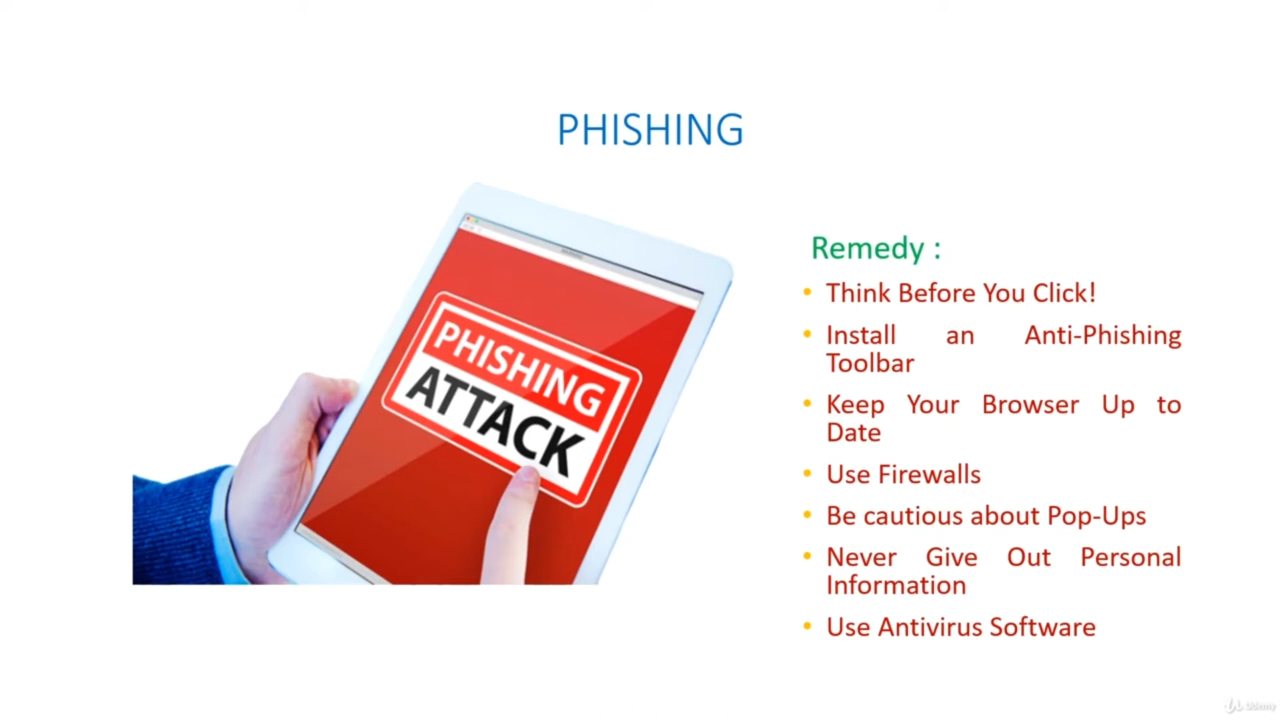 PHISHING
PHISHING
ATTACK
Remedy :
• Think Before You Click!
• Install an Anti-Phishing
Toolbar
• Keep Your Browser Up to
Date
• Use Firewalls
• Be cautious about Pop-Ups
• Never Give Out Personal
Information
• Use Antivirus Software
Udemy